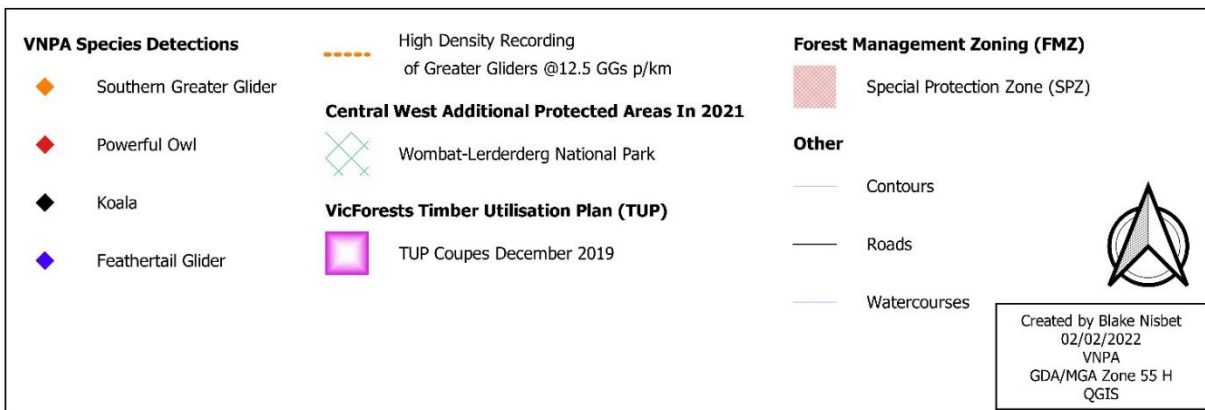 VNPA Species Detections
Southern Greater Glider
Powerful Owl
Koala
Feathertail Glider
High Density Recording
of Greater Gliders @12.5 GGs p/km
Central West Additional Protected Areas In 2021
Wombat-Lerderderg National Park
VicForests Timber Utilisation Plan (TUP)
TUP Coupes December 2019
Forest Management Zoning (FMZ)
Special Protection Zone (SPZ)
Other
Contours
Roads
Watercourses
Created by Blake Nisbet
02/02/2022
VNPA
GDA/MGA Zone 55 H
QGIS